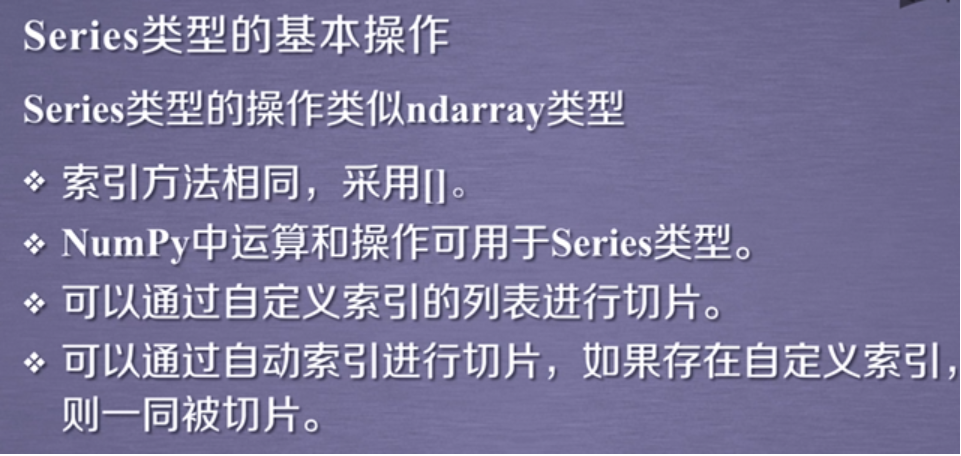 Series类型的基本操作
Series类型的操作类似ndarray类型
❖ 索引方法相同，采用[]。
❖ NumPy中运算和操作可用于Series类型。
❖ 可以通过自定义索引的列表进行切片。
❖ 可以通过自动索引进行切片，如果存在自定义索引，
则一同被切片。